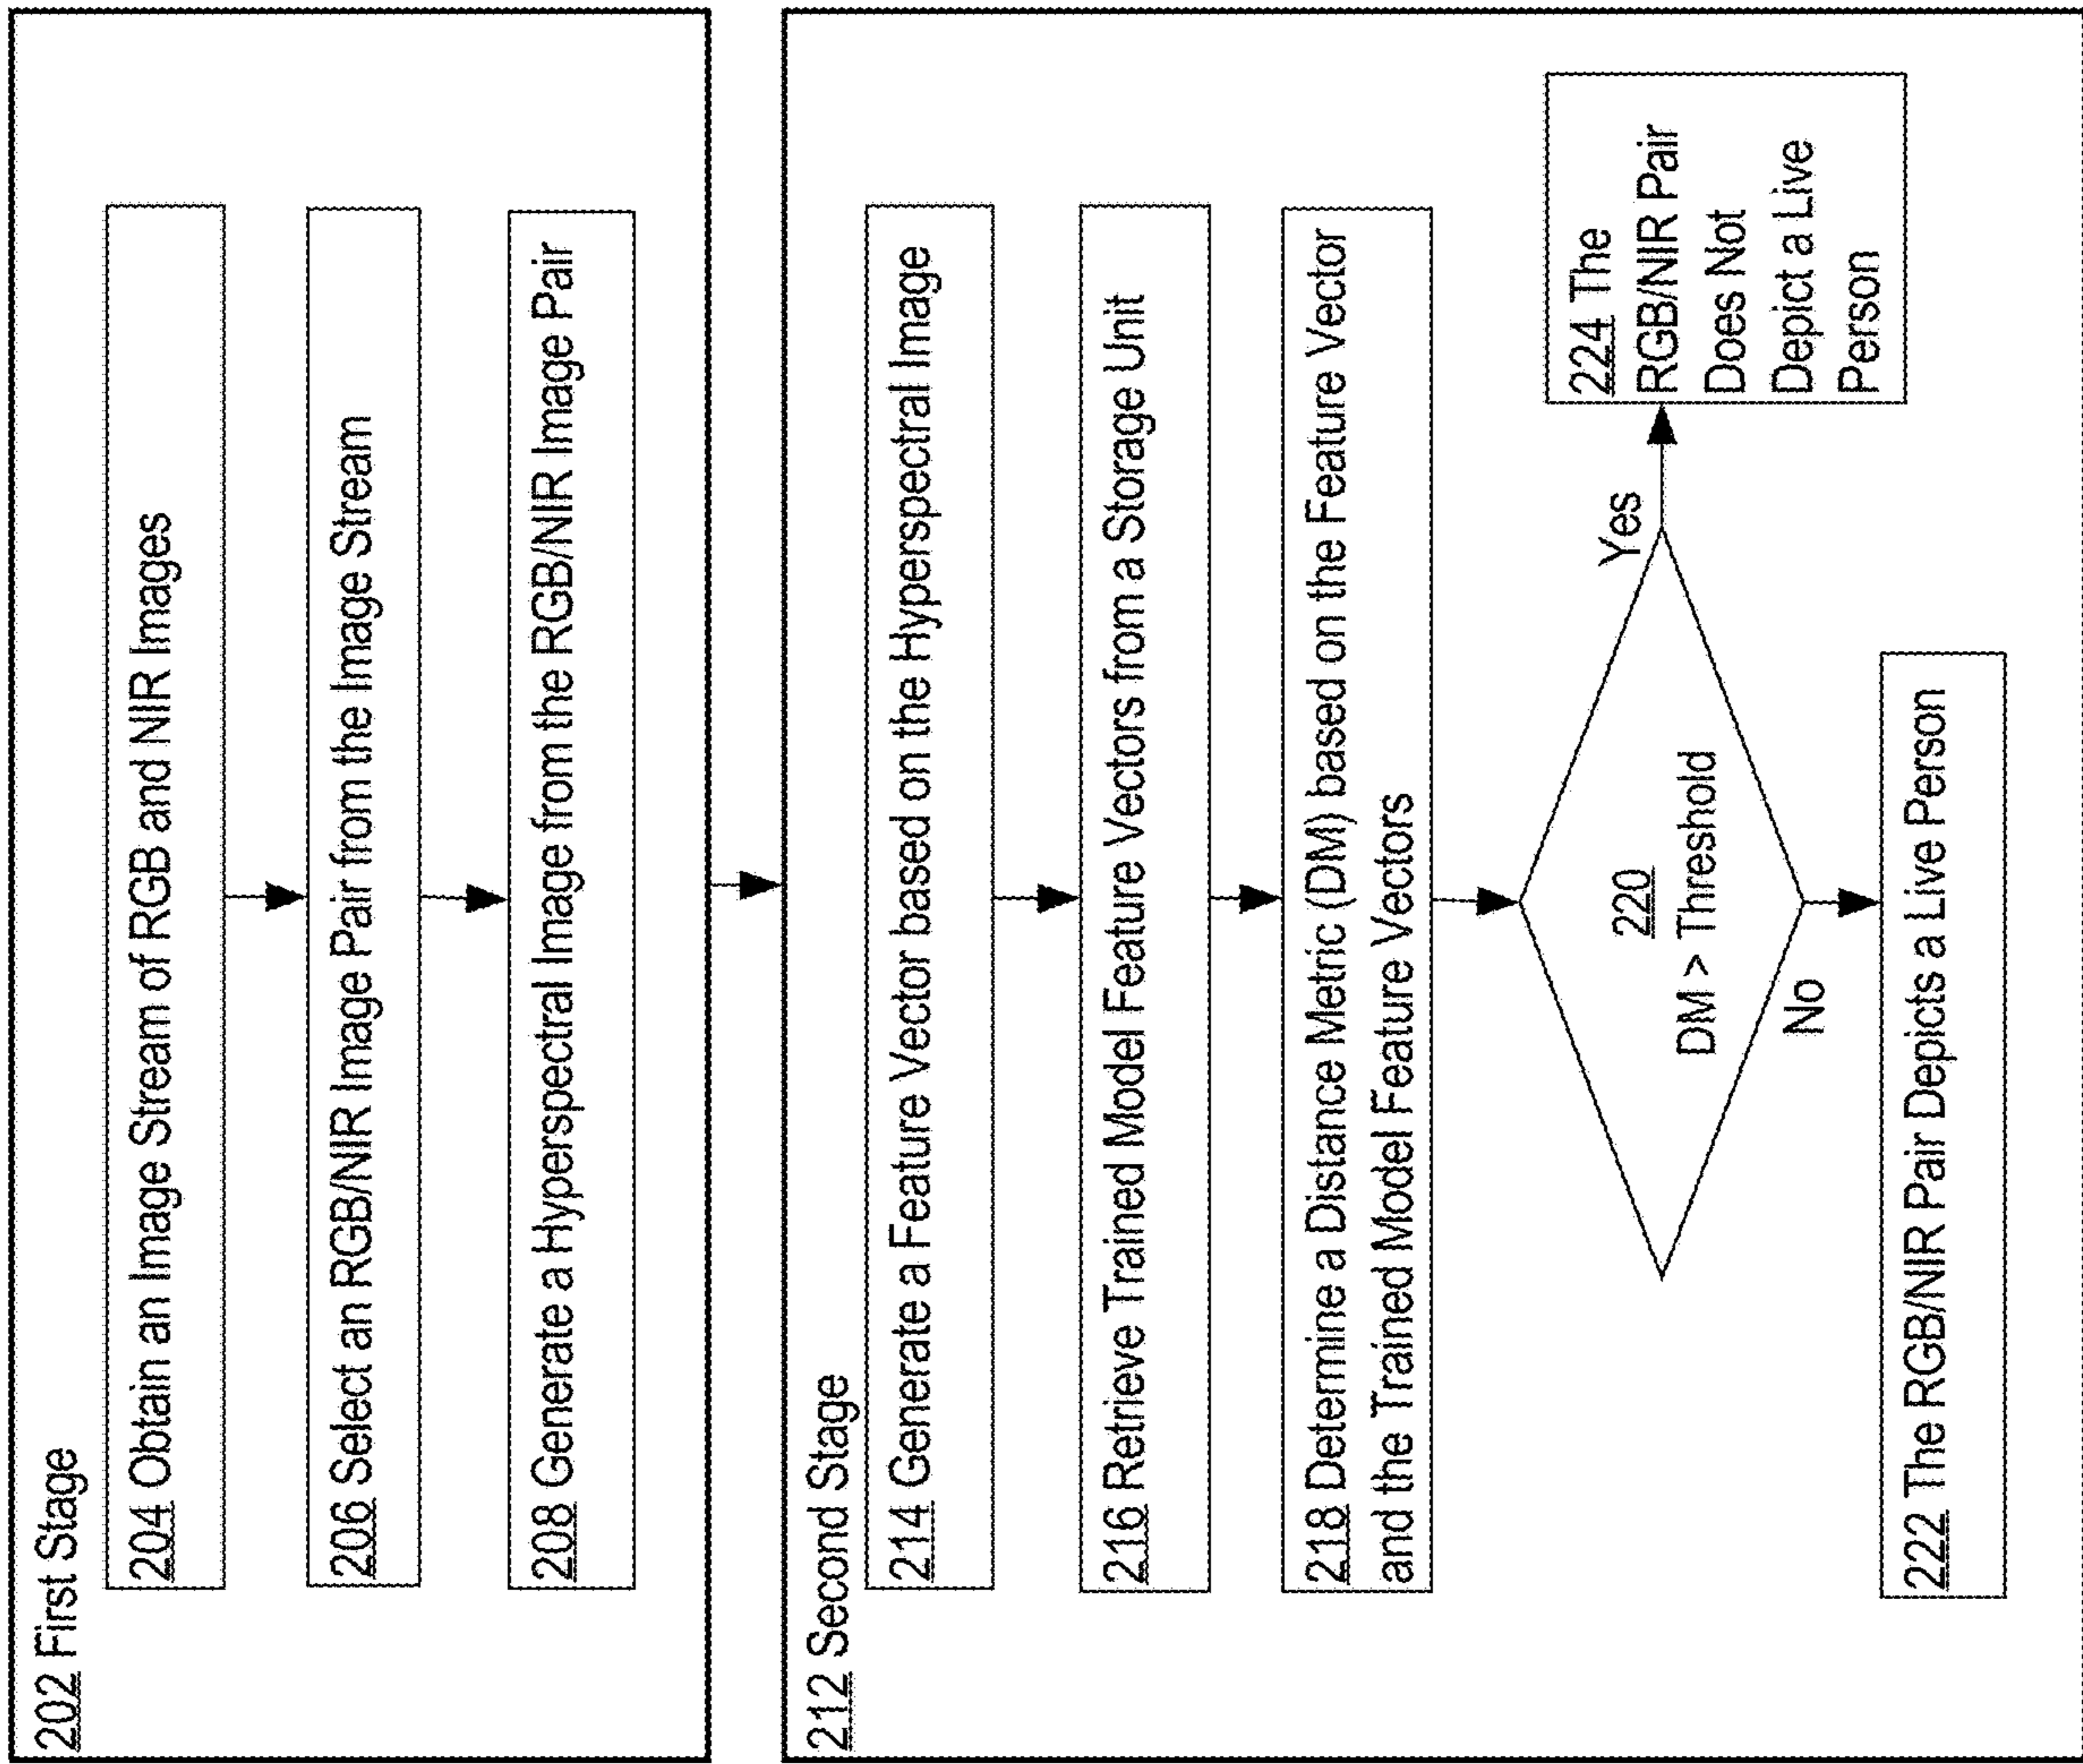 202 First Stage
204 Obtain an Image Stream of RGB and NIR Images
206 Select an RGB/NIR Image Pair from the Image Stream
208 Generate a Hyperspectral Image from the RGB/NIR Image Pair
212 Second Stage
214 Generate a Feature Vector based on the Hyperspectral Image
216 Retrieve Trained Model Feature Vectors from a Storage Unit
218 Determine a Distance Metric (DM) based on the Feature Vector
and the Trained Model Feature Vectors
220
DM > Threshold
Yes
224 The
RGB/NIR Pair
Does Not
Depict a Live
Person
No
222 The RGB/NIR Pair Depicts a Live Person